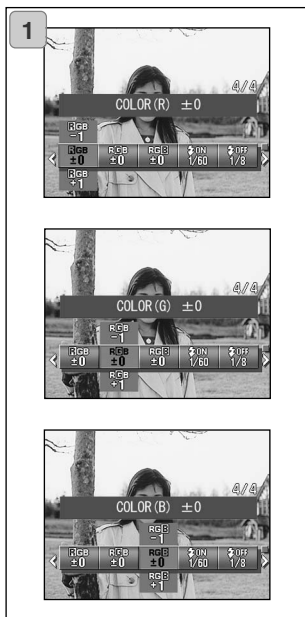 1
4/4
COLOR(R) ±0
RGB
−1
RGB RGB RGB ON OFF
±0 ±0 ±0 1/60 1/8
RGB
+1
4/4
COLOR(G) ±0
RGB
−1
RGB RGB RGB ON OFF
±0 ±0 ±0 1/60 1/8
RGB
+1
4/4
COLOR(B) ±0
RGB
−1
RGB RGB RGB ON OFF
±0 ±0 ±0 1/60 1/8
RGB
+1